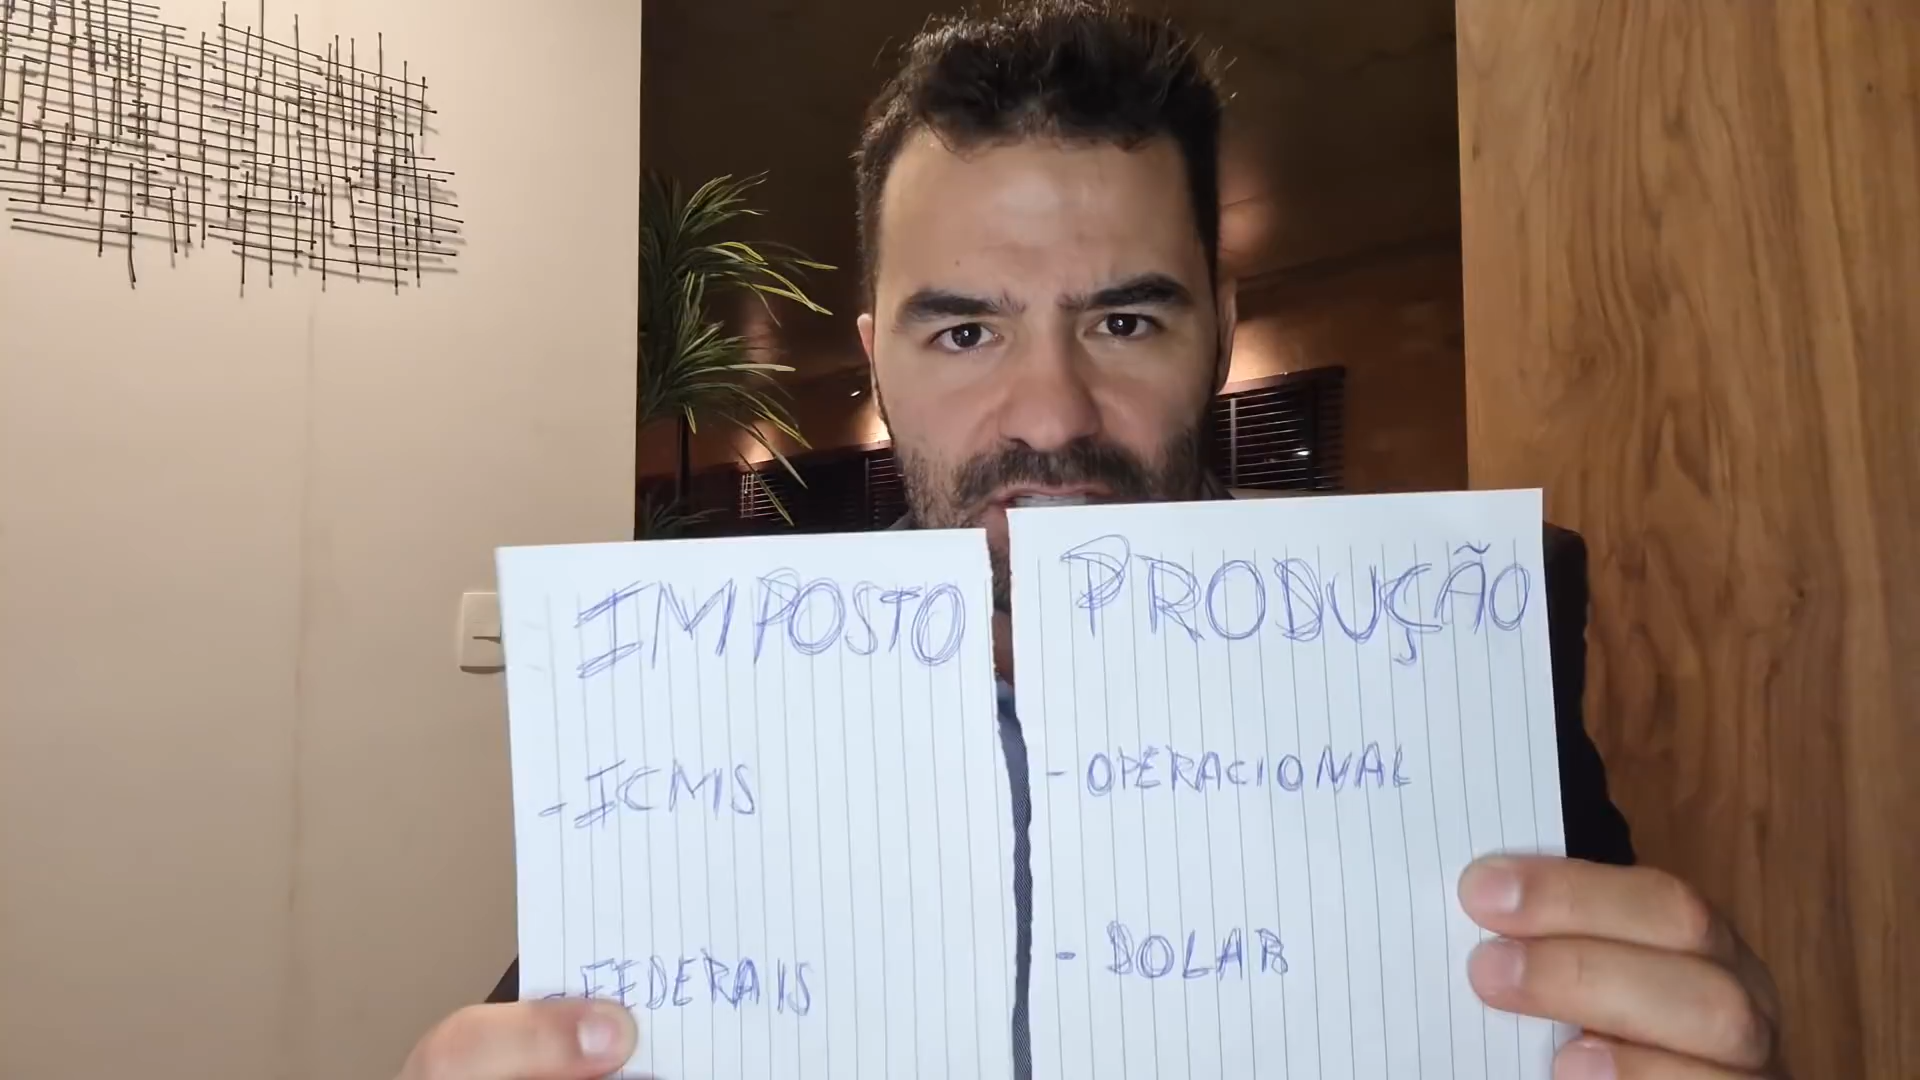 IMPOSTO
- ICMS
- FEDERAIS
PRODUÇÃO
- OPERACIONAL
- DOLAR